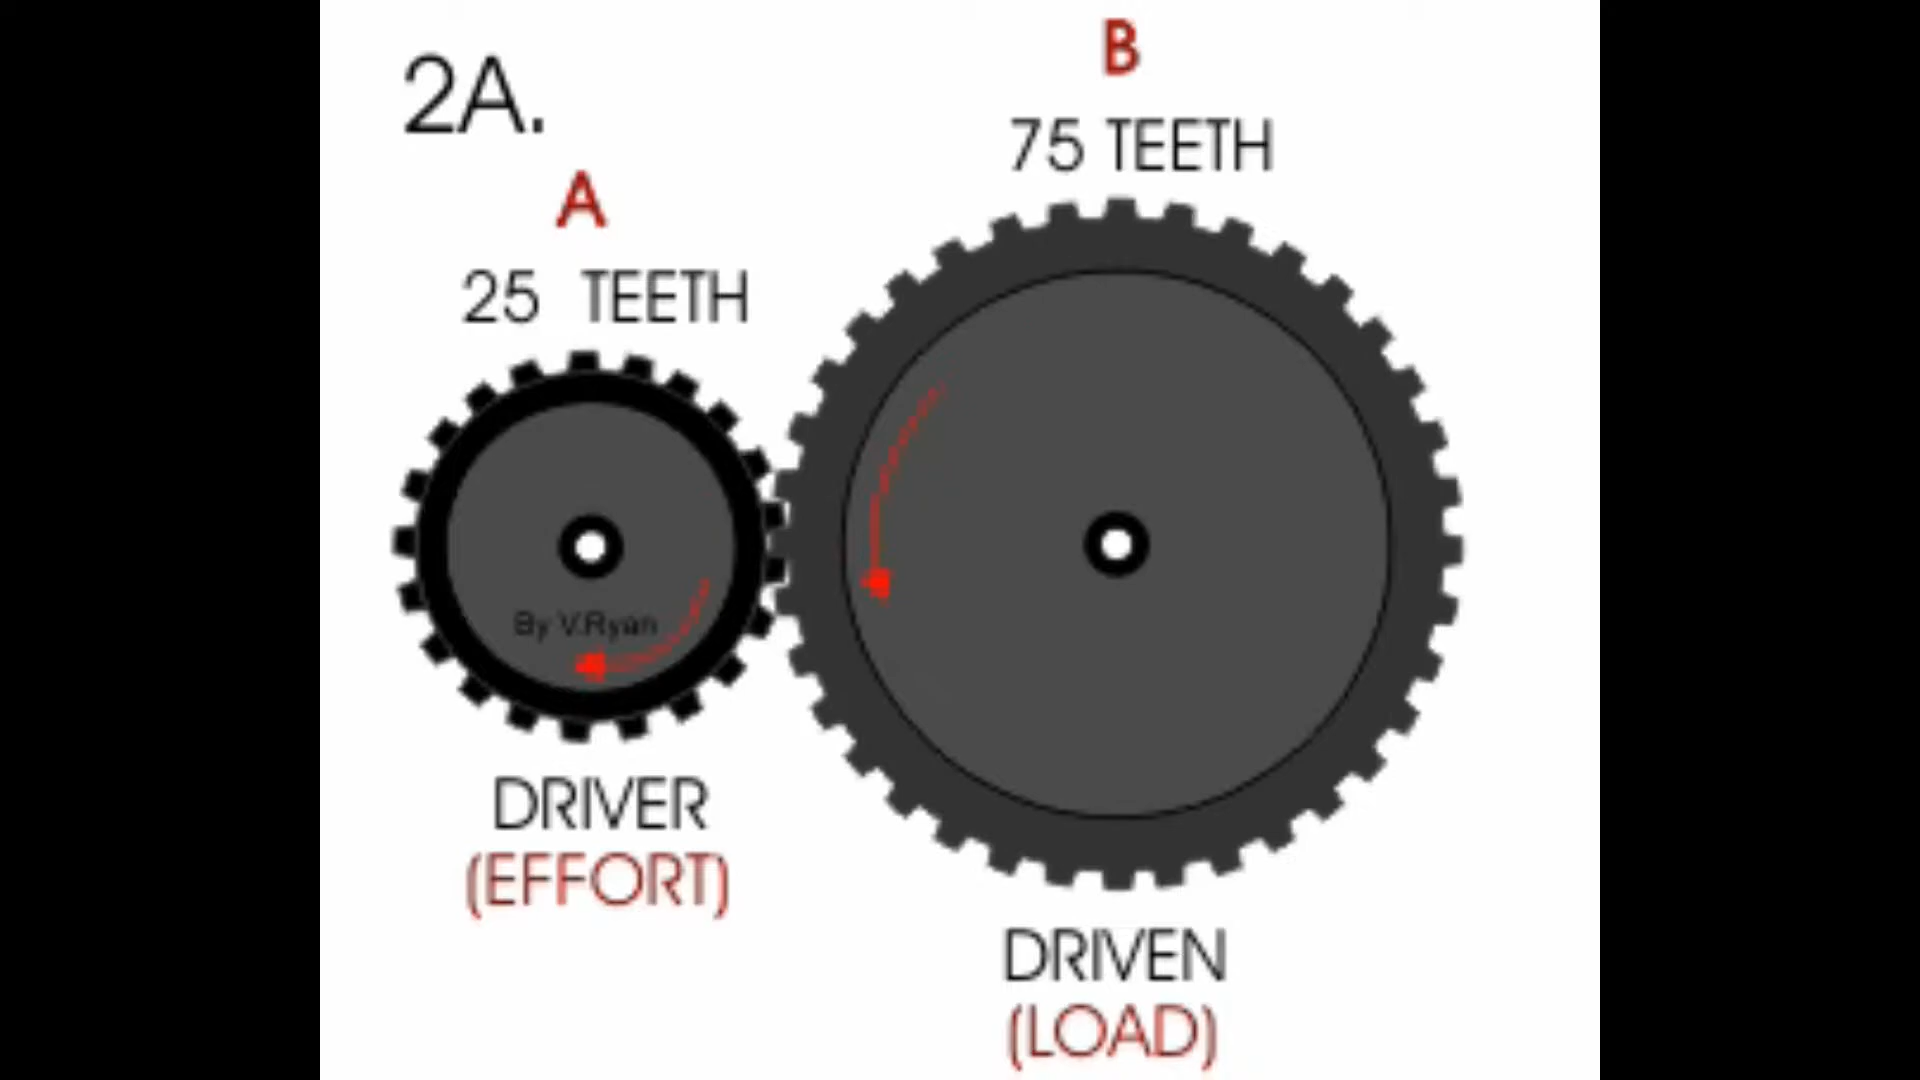 2A.
A
25 TEETH
By V.Ryan
DRIVER
(EFFORT)
B
75 TEETH
DRIVEN
(LOAD)